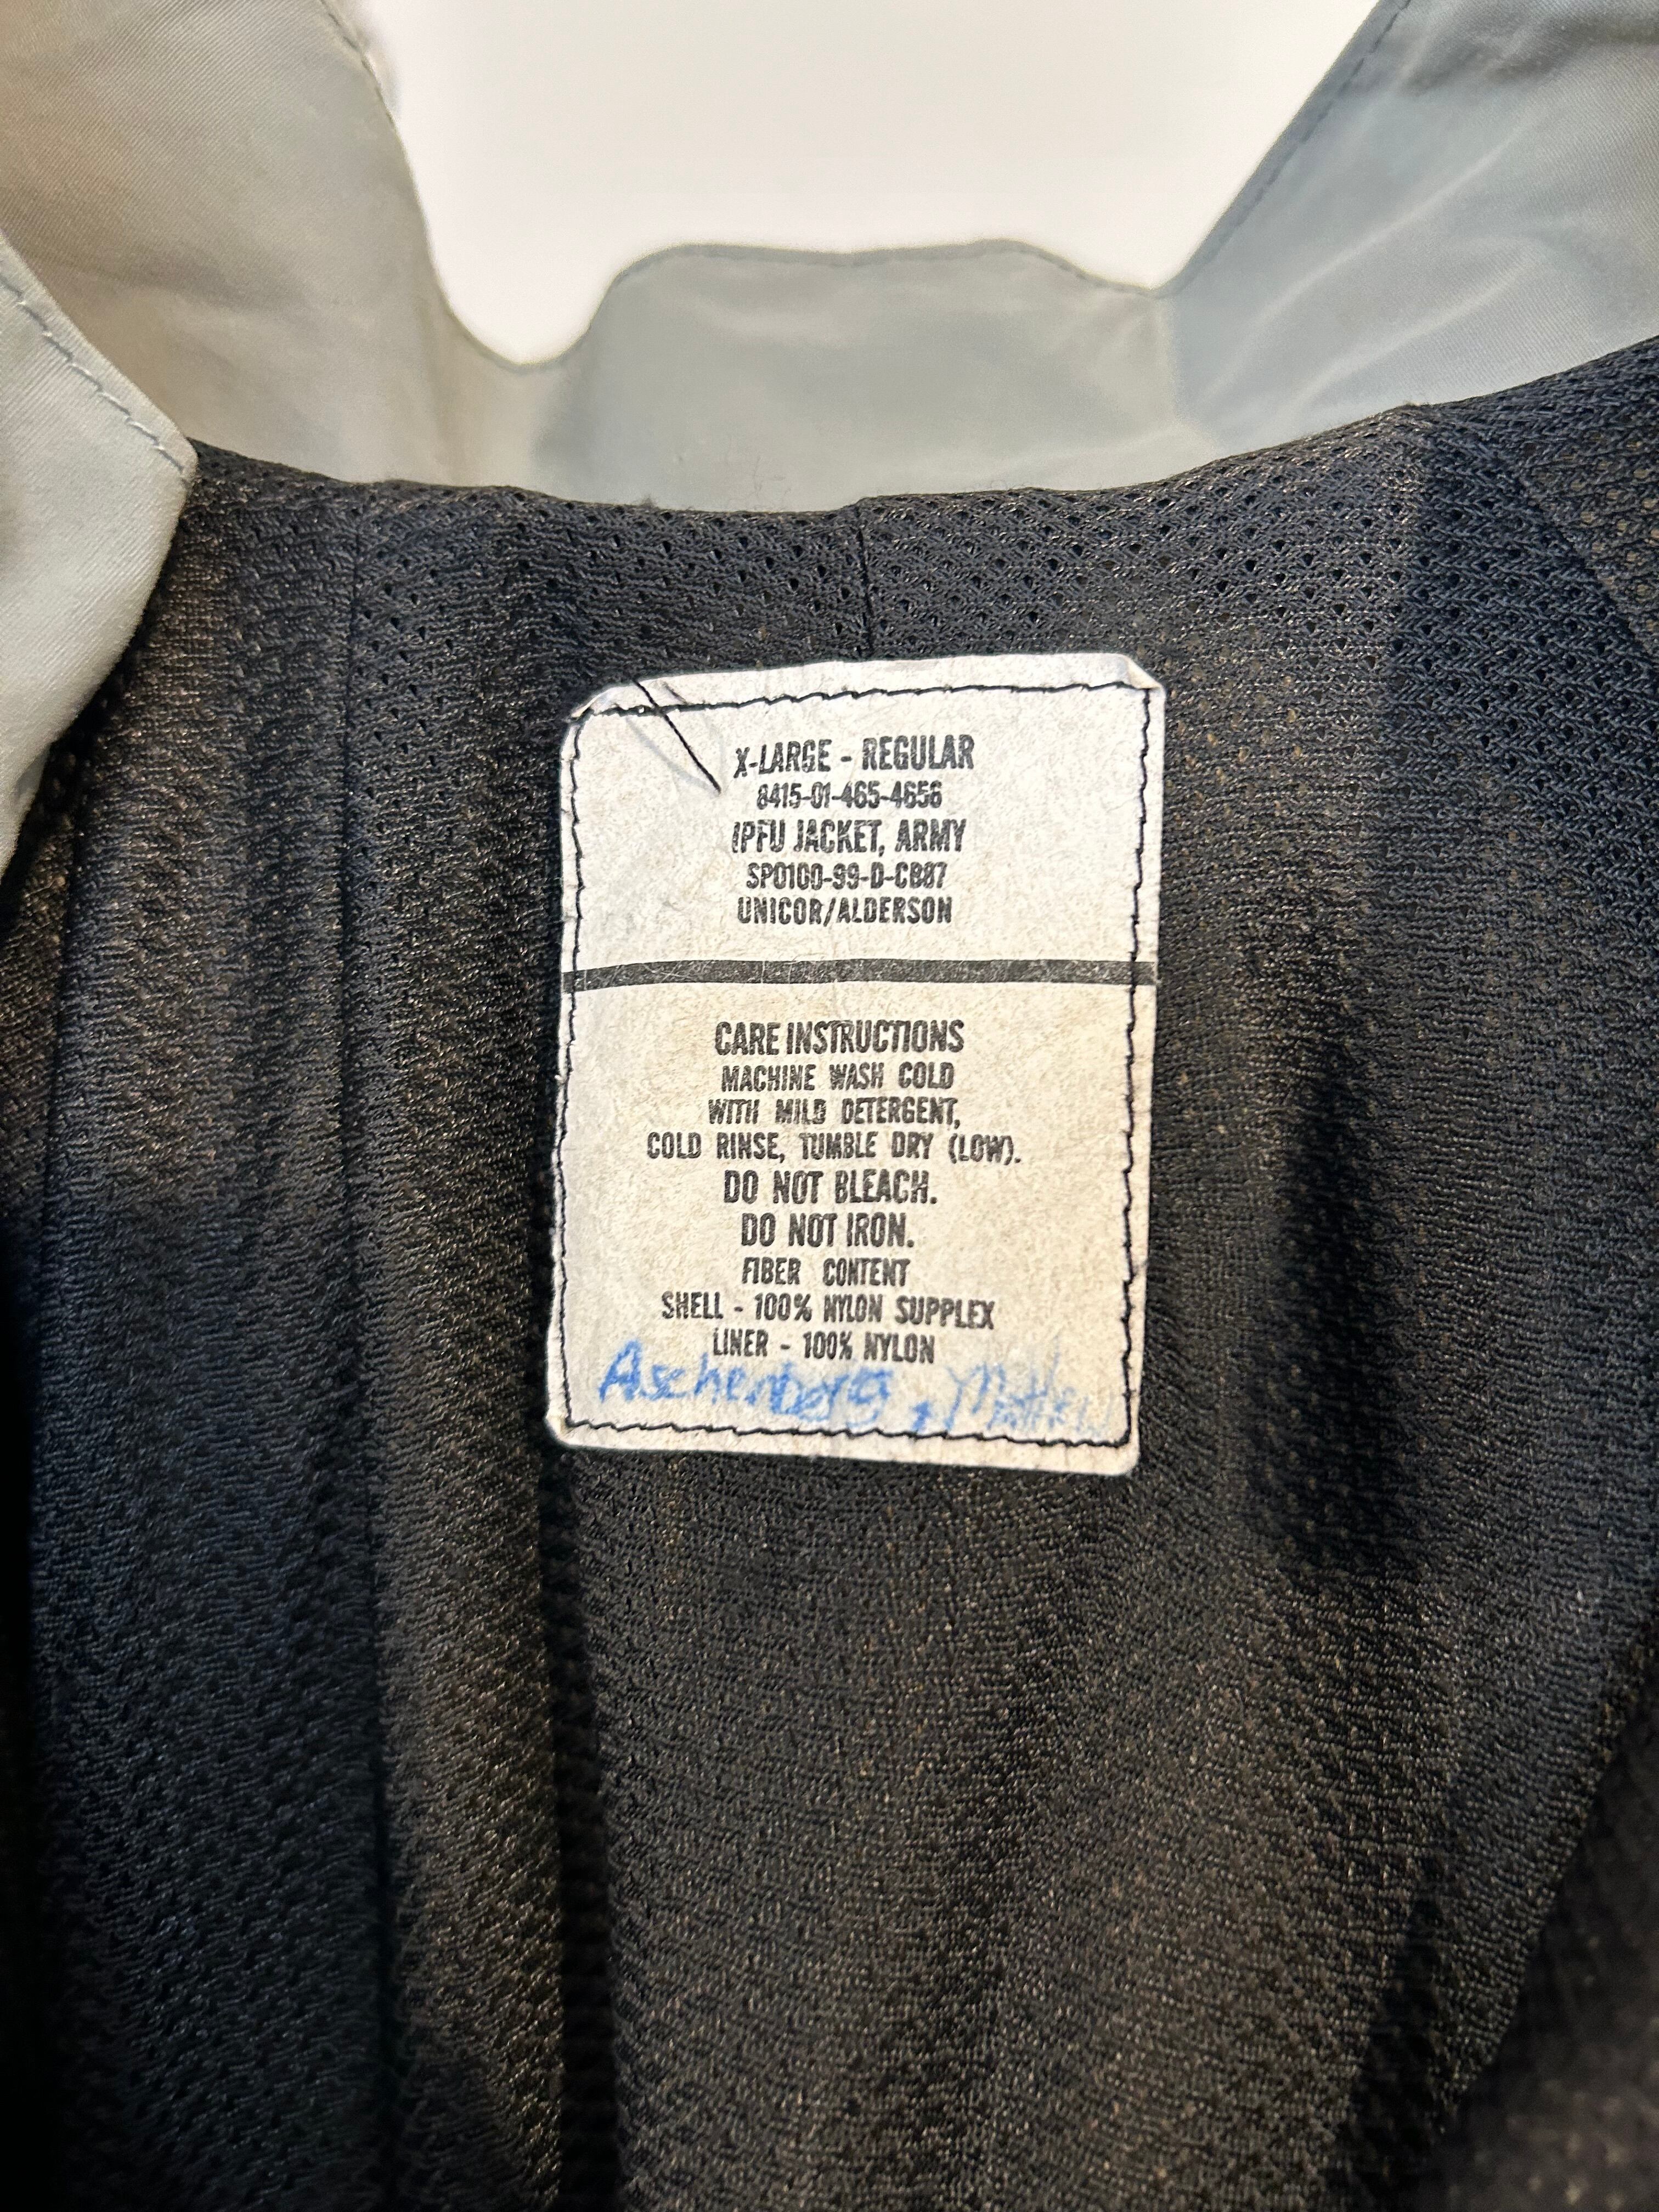 X-LARGE - REGULAR
8415-01-465-4656
IPFU JACKET, ARMY
SP0100-99-D-CB87
UNICOR/ALDERSON
CARE INSTRUCTIONS
MACHINE WASH COLD
WITH MILD DETERGENT,
COLD RINSE, TUMBLE DRY (LOW).
DO NOT BLEACH.
DO NOT IRON.
FIBER CONTENT
SHELL - 100% NYLON SUPPLEX
LINER - 100% NYLON
Aschenberg, Matthew